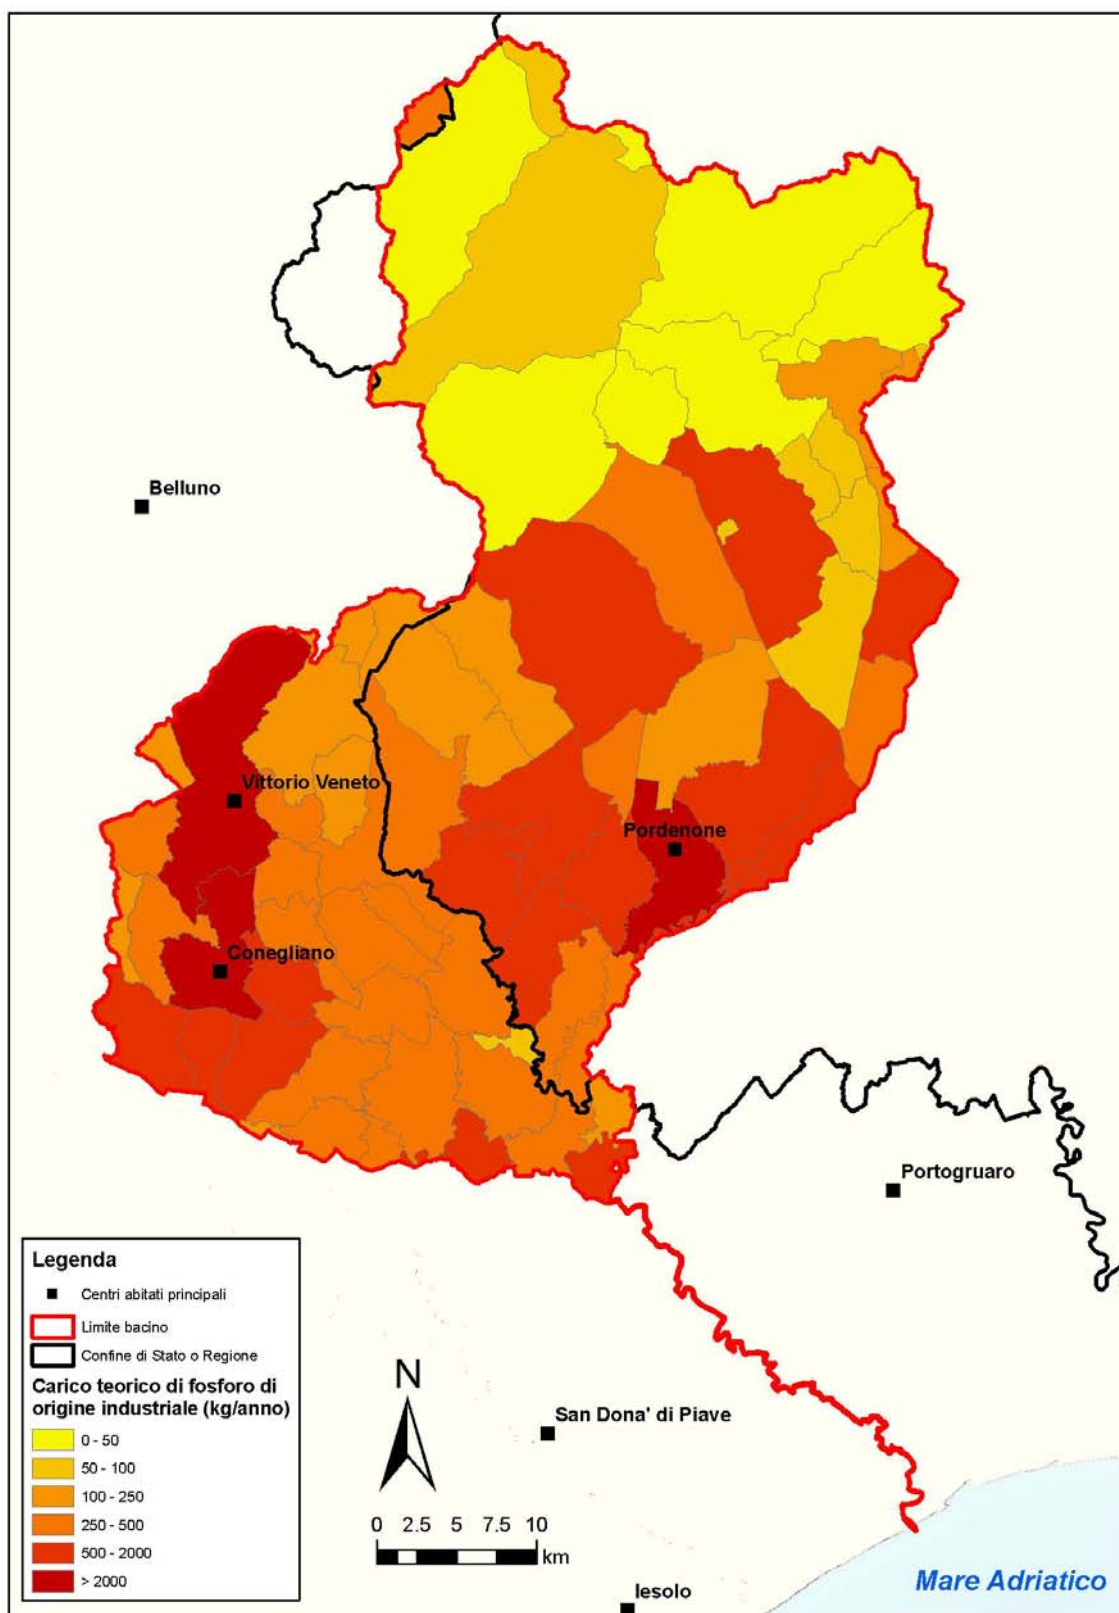 Belluno
Vittorio Veneto
Pordenone
Conegliano
Portogruaro
Legenda
Centri abitati principali
Limite bacino
Confine di Stato o Regione
Carico teorico di fosforo di
origine industriale (kg/anno)
0 - 50
50 - 100
100 - 250
250 - 500
500 - 2000
> 2000
N
0 2.5 5 7.5 10
km
San Dona' di Piave
Iesolo
Mare Adriatico